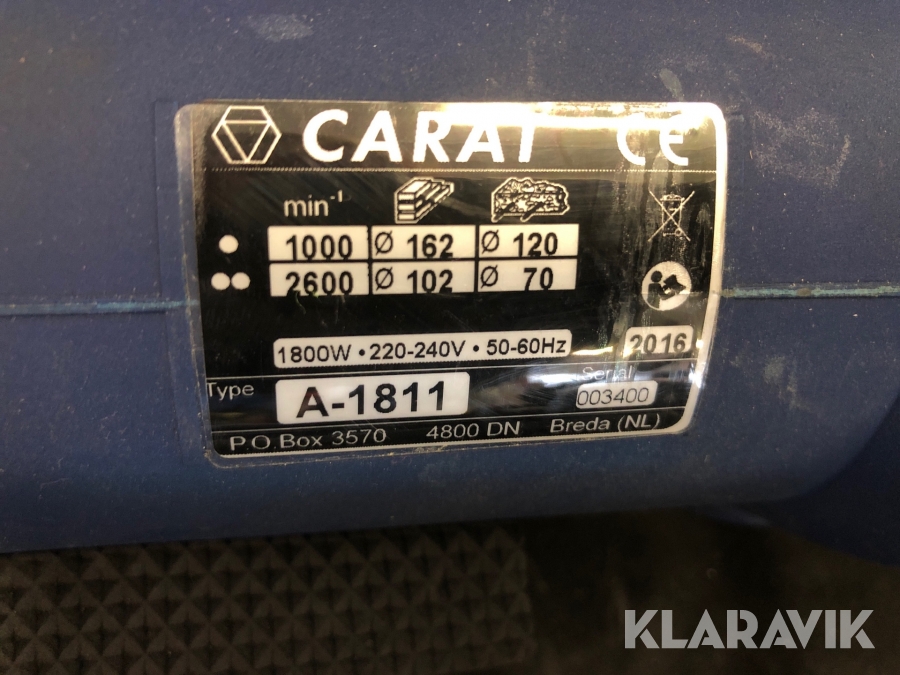 CARAT CE
min-1
1000 Ø 162 Ø 120
2600 Ø 102 Ø 70
1800W • 220-240V • 50-60Hz 2016
Type A-1811 Serial 003400
P.O. Box 3570 4800 DN Breda (NL)
KLARAVIK